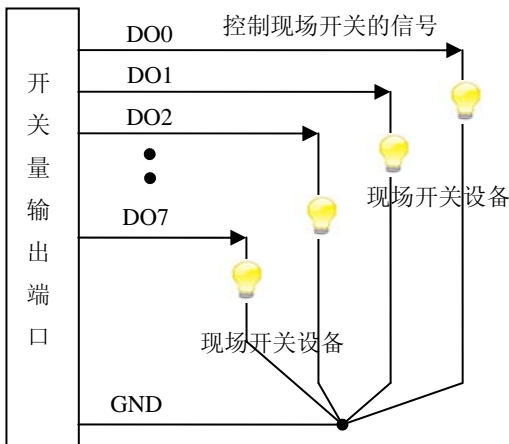 DO0
控制现场开关的信号
DO1
DO2
现场开关设备
DO7
现场开关设备
GND
开
关
量
输
出
端
口